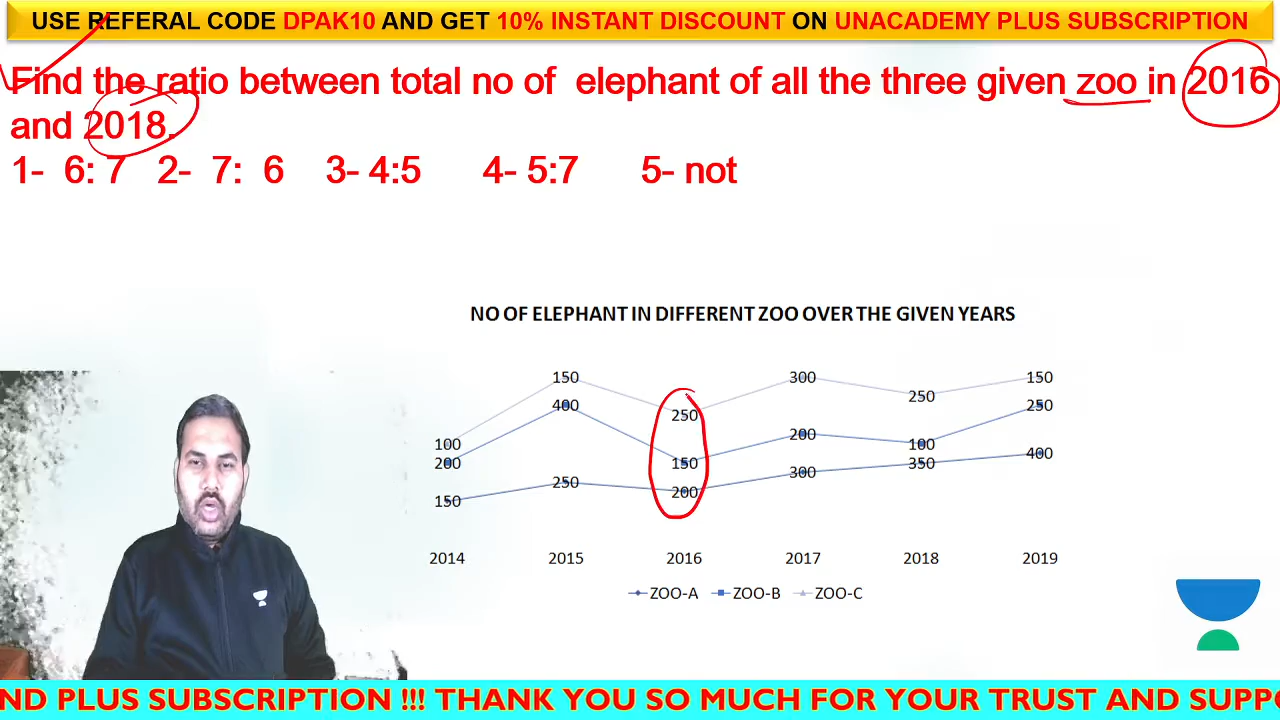 USE REFERAL CODE DPAK10 AND GET 10% INSTANT DISCOUNT ON UNACADEMY PLUS SUBSCRIPTION
Find the ratio between total no of elephant of all the three given zoo in 2016
and 2018.
1- 6: 7 2- 7: 6 3- 4:5 4- 5:7 5- not
NO OF ELEPHANT IN DIFFERENT ZOO OVER THE GIVEN YEARS
150 300 150
400 250 250 250
100 200 100
200 150 350 400
150 250 200 300
2014 2015 2016 2017 2018 2019
ZOO-A ZOO-B ZOO-C
ND PLUS SUBSCRIPTION !!! THANK YOU SO MUCH FOR YOUR TRUST AND SUPPO